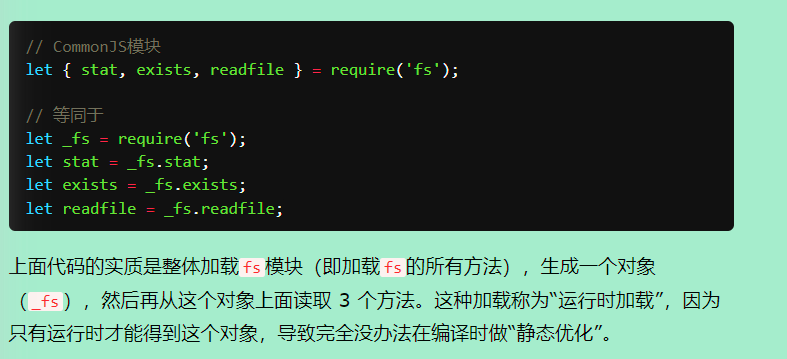 // CommonJS模块
let { stat, exists, readfile } = require('fs');
// 等同于
let _fs = require('fs');
let stat = _fs.stat;
let exists = _fs.exists;
let readfile = _fs.readfile;
上面代码的实质是整体加载fs模块（即加载fs的所有方法），生成一个对象
（_fs），然后再从这个对象上面读取 3 个方法。这种加载称为“运行时加载”，因为
只有运行时才能得到这个对象，导致完全没办法在编译时做“静态优化”。